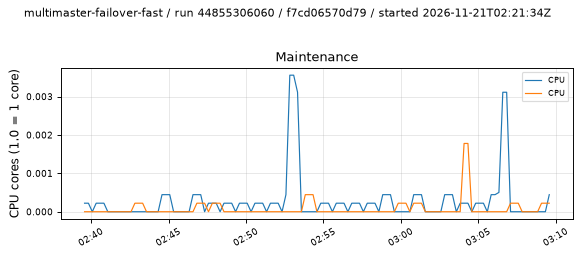 multimaster-failover-fast / run 44855306060 / f7cd06570d79 / started 2026-11-21T02:21:34Z
Maintenance
CPU cores (1.0 = 1 core)
0.003
0.002
0.001
0.000
CPU
CPU
02:40
02:45
02:50
02:55
03:00
03:05
03:10